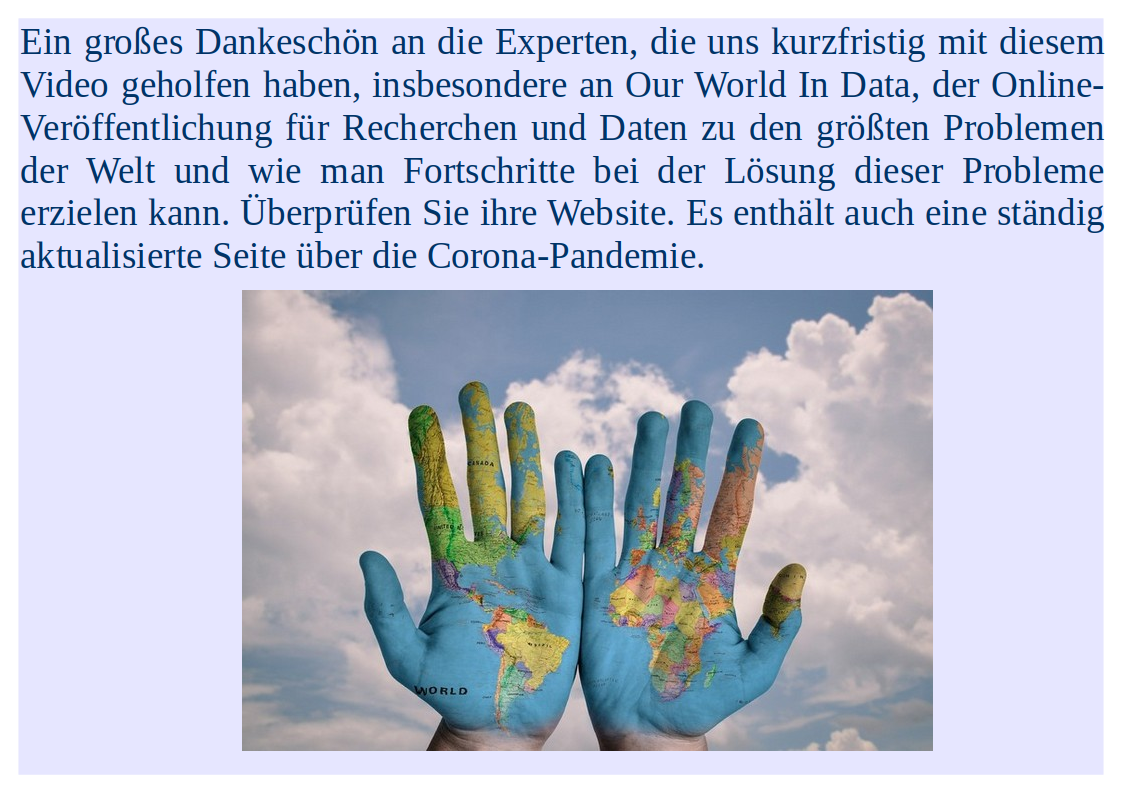 Ein großes Dankeschön an die Experten, die uns kurzfristig mit diesem
Video geholfen haben, insbesondere an Our World In Data, der Online-
Veröffentlichung für Recherchen und Daten zu den größten Problemen
der Welt und wie man Fortschritte bei der Lösung dieser Probleme
erzielen kann. Überprüfen Sie ihre Website. Es enthält auch eine ständig
aktualisierte Seite über die Corona-Pandemie.
CANADA
BRAZIL
WORLD